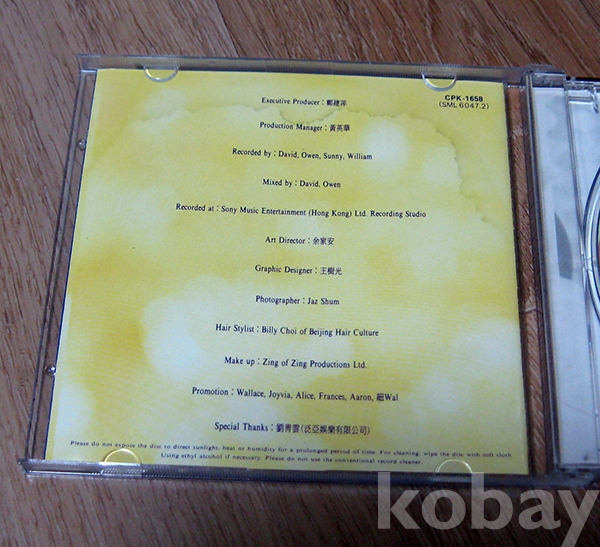 CPK-1658
(SML 6047.2)
Executive Producer：鄭建萍
Production Manager：黃英華
Recorded by：David, Owen, Sunny, William
Mixed by：David, Owen
Recorded at：Sony Music Entertainment (Hong Kong) Ltd. Recording Studio
Art Director：余家安
Graphic Designer：王樹光
Photographer：Jaz Shum
Hair Stylist：Billy Choi of Beijing Hair Culture
Make up：Zing of Zing Productions Ltd.
Promotion：Wallace, Joyvia, Alice, Frances, Aaron, 細Wal
Special Thanks：劉青雲(泛亞娛樂有限公司)
Please do not expose the disc to direct sunlight, heat or humidity for a prolonged period of time. For cleaning, wipe the disc with soft cloth.
Using ethyl alcohol if necessary. Please do not use the conventional record cleaner.
kobay